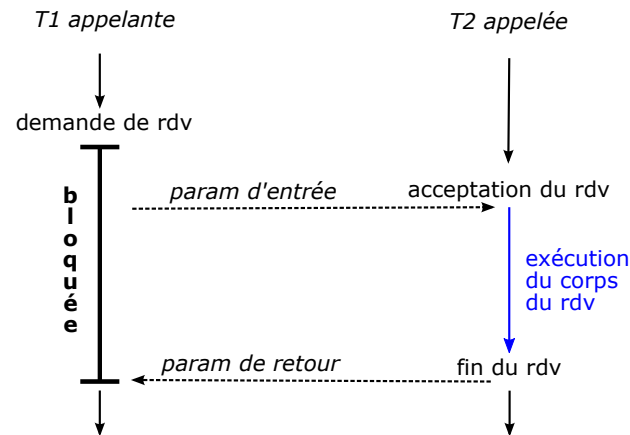 T1 appelante
T2 appelée
demande de rdv
param d'entrée
acceptation du rdv
bloquée
exécution
du corps
du rdv
param de retour
fin du rdv